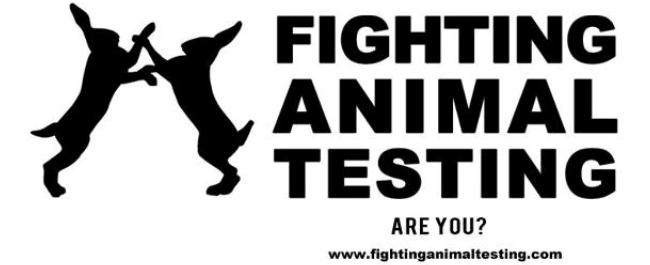 FIGHTING
ANIMAL
TESTING
ARE YOU?
www.fightinganimaltesting.com